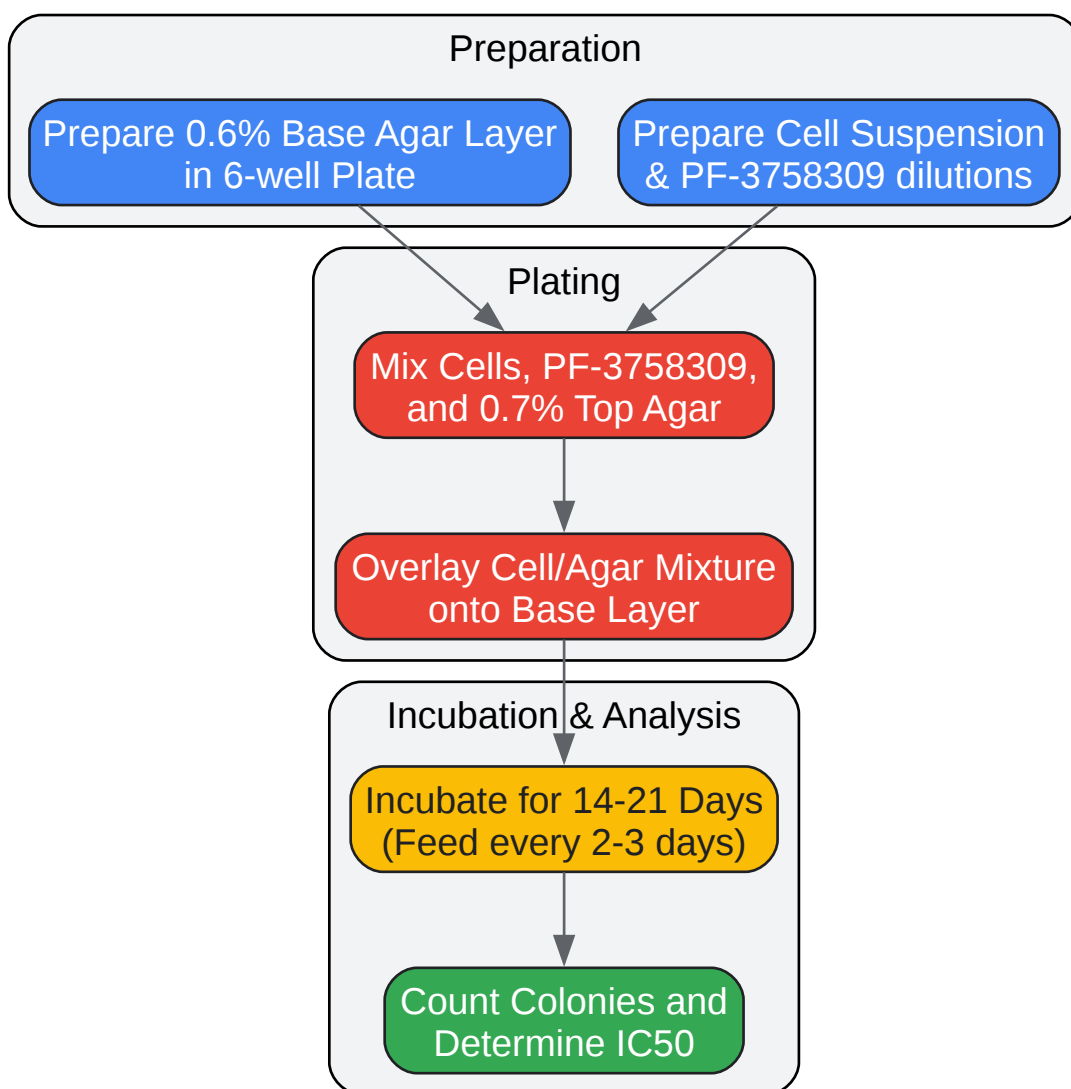 Preparation
Prepare 0.6% Base Agar Layer
in 6-well Plate
Prepare Cell Suspension
& PF-3758309 dilutions
Plating
Mix Cells, PF-3758309,
and 0.7% Top Agar
Overlay Cell/Agar Mixture
onto Base Layer
Incubation & Analysis
Incubate for 14-21 Days
(Feed every 2-3 days)
Count Colonies and
Determine IC50